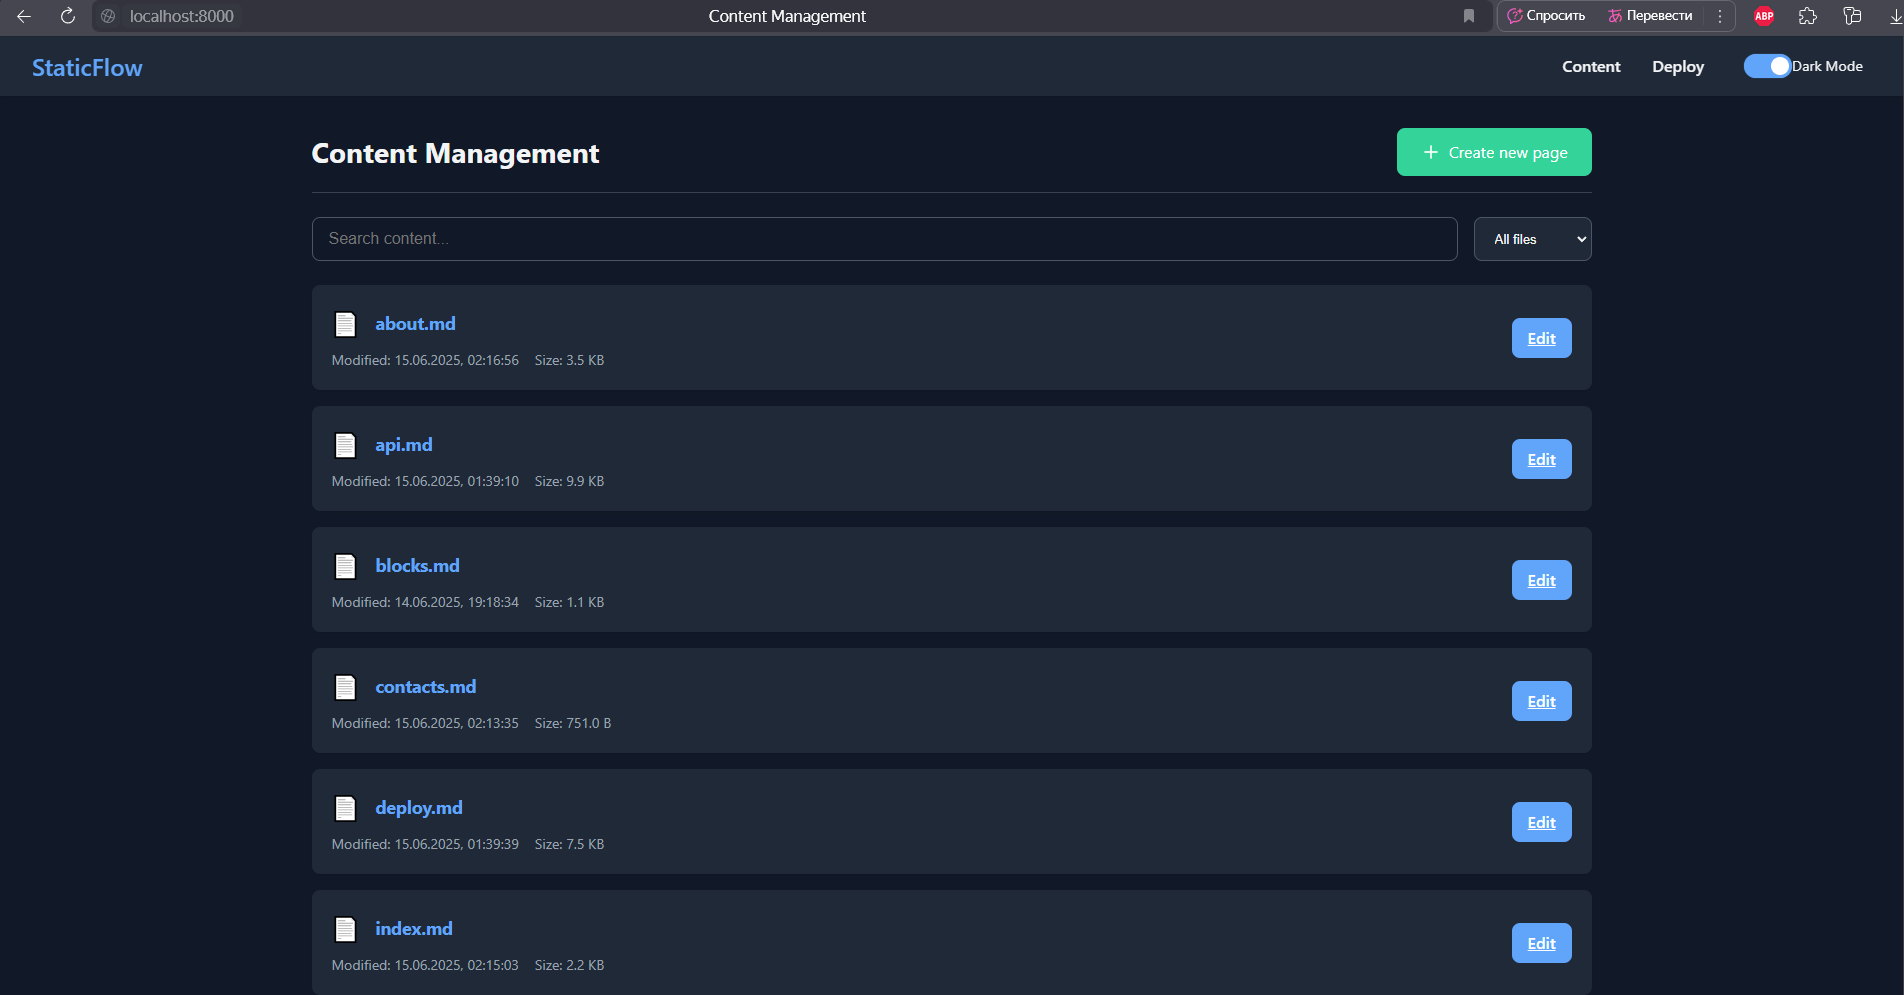 localhost:8000
Content Management
Спросить
Перевести
ABP
StaticFlow
Content
Deploy
Dark Mode
Content Management
+ Create new page
Search content...
All files
about.md
Modified: 15.06.2025, 02:16:56 Size: 3.5 KB
Edit
api.md
Modified: 15.06.2025, 01:39:10 Size: 9.9 KB
Edit
blocks.md
Modified: 14.06.2025, 19:18:34 Size: 1.1 KB
Edit
contacts.md
Modified: 15.06.2025, 02:13:35 Size: 751.0 B
Edit
deploy.md
Modified: 15.06.2025, 01:39:39 Size: 7.5 KB
Edit
index.md
Modified: 15.06.2025, 02:15:03 Size: 2.2 KB
Edit